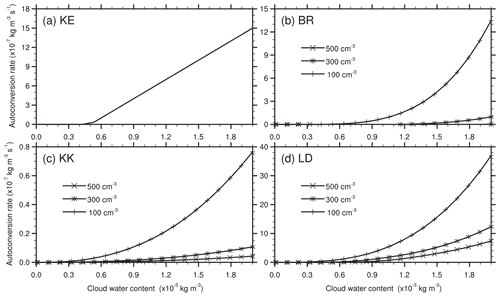 (a) KE
Autoconversion rate (x10-7 kg m-3 s-1)
18
15
12
9
6
3
0
0.0 0.3 0.6 0.9 1.2 1.5 1.8
(b) BR
15
12
9
6
3
0
500 cm-3
300 cm-3
100 cm-3
0.0 0.3 0.6 0.9 1.2 1.5 1.8
(c) KK
Autoconversion rate (x10-7 kg m-3 s-1)
0.8
0.6
0.4
0.2
0.0
500 cm-3
300 cm-3
100 cm-3
0.0 0.3 0.6 0.9 1.2 1.5 1.8
Cloud water content (x10-3 kg m-3)
(d) LD
40
30
20
10
0
500 cm-3
300 cm-3
100 cm-3
0.0 0.3 0.6 0.9 1.2 1.5 1.8
Cloud water content (x10-3 kg m-3)